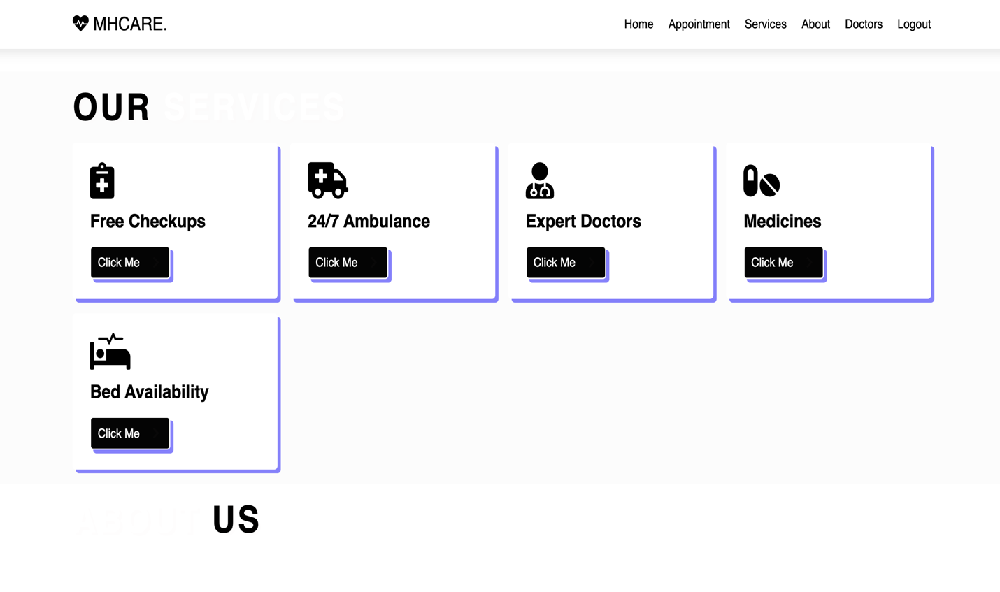 MHCARE.
Home Appointment Services About Doctors Logout
OUR SERVICES
Free Checkups
Click Me
24/7 Ambulance
Click Me
Expert Doctors
Click Me
Medicines
Click Me
Bed Availability
Click Me
ABOUT US